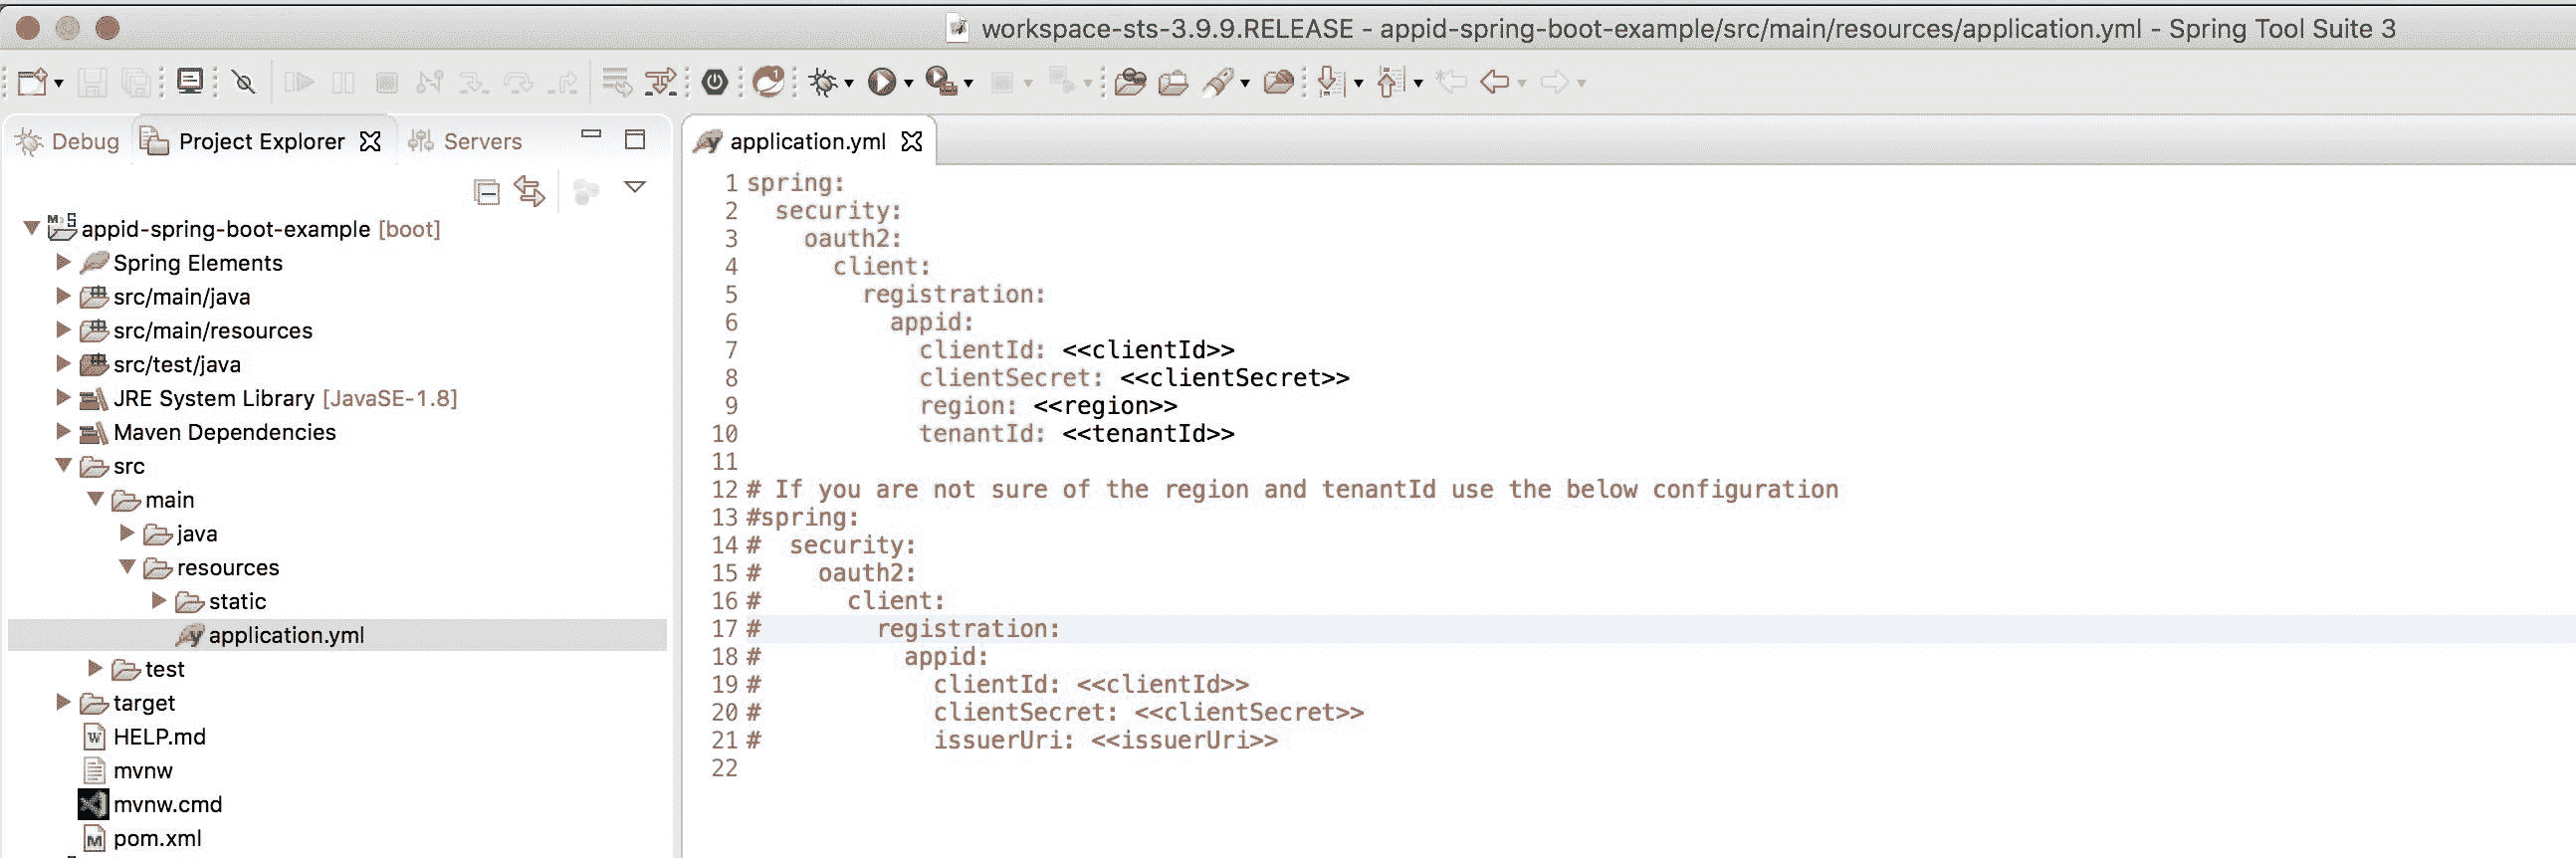 workspace-sts-3.9.9.RELEASE - appid-spring-boot-example/src/main/resources/application.yml - Spring Tool Suite 3
Debug
Project Explorer
Servers
appid-spring-boot-example [boot]
Spring Elements
src/main/java
src/main/resources
src/test/java
JRE System Library [JavaSE-1.8]
Maven Dependencies
src
main
java
resources
static
application.yml
test
target
HELP.md
mvnw
mvnw.cmd
pom.xml
application.yml
1 spring:
2   security:
3     oauth2:
4       client:
5         registration:
6           appid:
7             clientId: <<clientId>>
8             clientSecret: <<clientSecret>>
9             region: <<region>>
10             tenantId: <<tenantId>>
11
12 # If you are not sure of the region and tenantId use the below configuration
13 #spring:
14 #  security:
15 #    oauth2:
16 #      client:
17 #        registration:
18 #          appid:
19 #            clientId: <<clientId>>
20 #            clientSecret: <<clientSecret>>
21 #            issuerUri: <<issuerUri>>
22